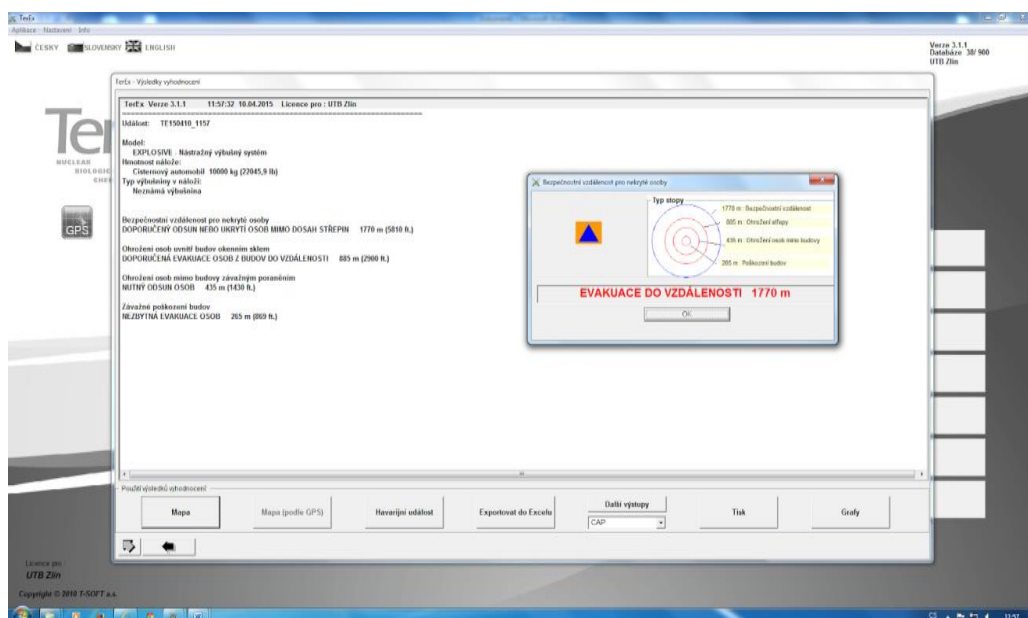 TerEx
Aplikace Nastavení Info
ČESKY SLOVENSKY ENGLISH
Verze 3.1.1
Databáze 38/ 900
UTB Zlín
TerEx - Výsledky vyhodnocení
TerEx Verze 3.1.1 11:57:32 10.04.2015 Licence pro : UTB Zlín
Událost: TE150410_1157
Model:
EXPLOSIVE - Nástražný výbušný systém
Hmotnost nálože:
Cisternový automobil 10000 kg (22045,9 lb)
Typ výbušniny v náloži:
Neznámá výbušnina
Bezpečnostní vzdálenost pro nekryté osoby
DOPORUČENÝ ODSUN NEBO UKRYTÍ OSOB MIMO DOSAH STŘEPIN 1770 m (5810 ft.)
Ohrožení osob uvnitř budov okenním sklem
DOPORUČENÁ EVAKUACE OSOB Z BUDOV DO VZDÁLENOSTI 885 m (2900 ft.)
Ohrožení osob mimo budovy závažným poraněním
NUTNÝ ODSUN OSOB 435 m (1430 ft.)
Závažné poškození budov
NEZBYTNÁ EVAKUACE OSOB 265 m (869 ft.)
Bezpečnostní vzdálenost pro nekryté osoby
Typ stopy
1770 m : Bezpečnostní vzdálenost
885 m : Ohrožení střepy
435 m : Ohrožení osob mimo budovy
265 m : Poškození budov
EVAKUACE DO VZDÁLENOSTI 1770 m
OK
Ter
NUCLEAR
BIOLOGIC
CHEM
GPS
Použití výsledků vyhodnocení
Mapa
Mapa (podle GPS)
Havarijní událost
Exportovat do Excelu
Další výstupy
CAP
Tisk
Grafy
Licence pro
UTB Zlín
Copyright © 2010 T-SOFT a.s.
CS 11:57